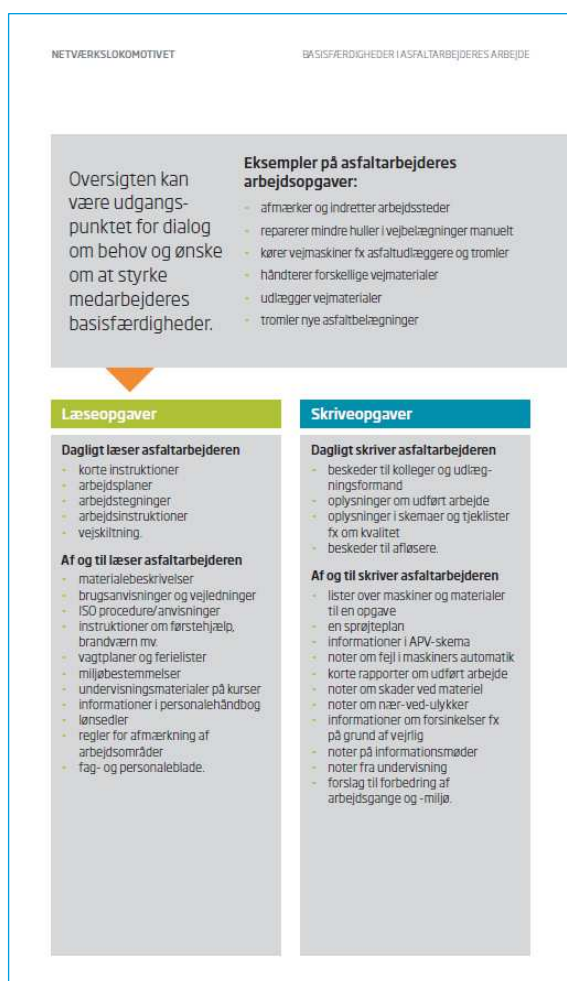 NETVÆRKSLOKOMOTIVET
BASISFÆRDIGHEDER I ASFALTARBEJDERES ARBEJDE
Oversigten kan
være udgangs-
punktet for dialog
om behov og ønske
om at styrke
medarbejderes
basisfærdigheder.
Eksempler på asfaltarbejderes
arbejdsopgaver:
- afmærker og indretter arbejdssteder
- reparerer mindre huller i vejbelægninger manuelt
- kører vejmaskiner fx asfaltudlæggere og tromler
- håndterer forskellige vejmaterialer
- udlægger vejmaterialer
- tromler nye asfaltbelægninger
Læseopgaver
Dagligt læser asfaltarbejderen
- korte instruktioner
- arbejdsplaner
- arbejdstegninger
- arbejdsinstruktioner
- vejskiltning.
Af og til læser asfaltarbejderen
- materialebeskrivelser
- brugsanvisninger og vejledninger
- ISO procedure/anvisninger
- instruktioner om førstehjælp,
brandværn mv.
- vagtplaner og ferielister
- miljøbestemmelser
- undervisningsmaterialer på kurser
- informationer i personalehåndbog
- lønsedler
- regler for afmærkning af
arbejdsområder
- fag- og personaleblade.
Skriveopgaver
Dagligt skriver asfaltarbejderen
- beskeder til kolleger og udlæg-
ningsformand
- oplysninger om udført arbejde
- oplysninger i skemaer og tjeklister
fx om kvalitet
- beskeder til afløsere.
Af og til skriver asfaltarbejderen
- lister over maskiner og materialer
til en opgave
- en sprøjteplan
- informationer i APV-skema
- noter om fejl i maskiners automatik
- korte rapporter om udført arbejde
- noter om skader ved materiel
- noter om nær-ved-ulykker
- informationer om forsinkelser fx
på grund af vejrlig
- noter på informationsmøder
- noter fra undervisning
- forslag til forbedring af
arbejdsgange og -miljø.